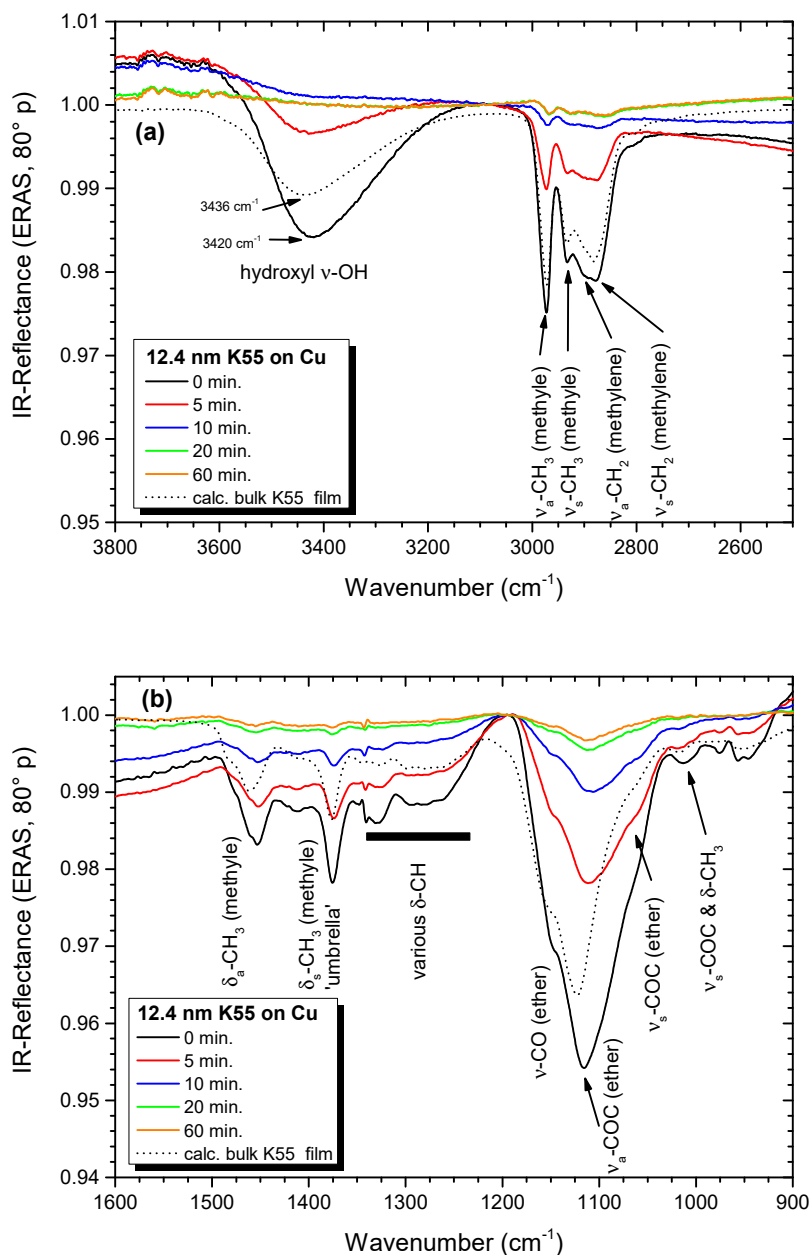 (a)
1.01
1.00
0.99
0.98
0.97
0.96
0.95
IR-Reflectance (ERAS, 80° p)
3436 cm-1
3420 cm-1
hydroxyl ν-OH
12.4 nm K55 on Cu
0 min.
5 min.
10 min.
20 min.
60 min.
calc. bulk K55 film
νa-CH3 (methyle)
νs-CH3 (methyle)
νa-CH2 (methylene)
νs-CH2 (methylene)
3800 3600 3400 3200 3000 2800 2600
Wavenumber (cm-1)
(b)
1.00
0.99
0.98
0.97
0.96
0.95
0.94
IR-Reflectance (ERAS, 80° p)
δa-CH3 (methyle)
δs-CH3 (methyle)
'umbrella'
various δ-CH
ν-CO (ether)
νa-COC (ether)
νs-COC (ether)
νs-COC & δ-CH3
12.4 nm K55 on Cu
0 min.
5 min.
10 min.
20 min.
60 min.
calc. bulk K55 film
1600 1500 1400 1300 1200 1100 1000 900
Wavenumber (cm-1)